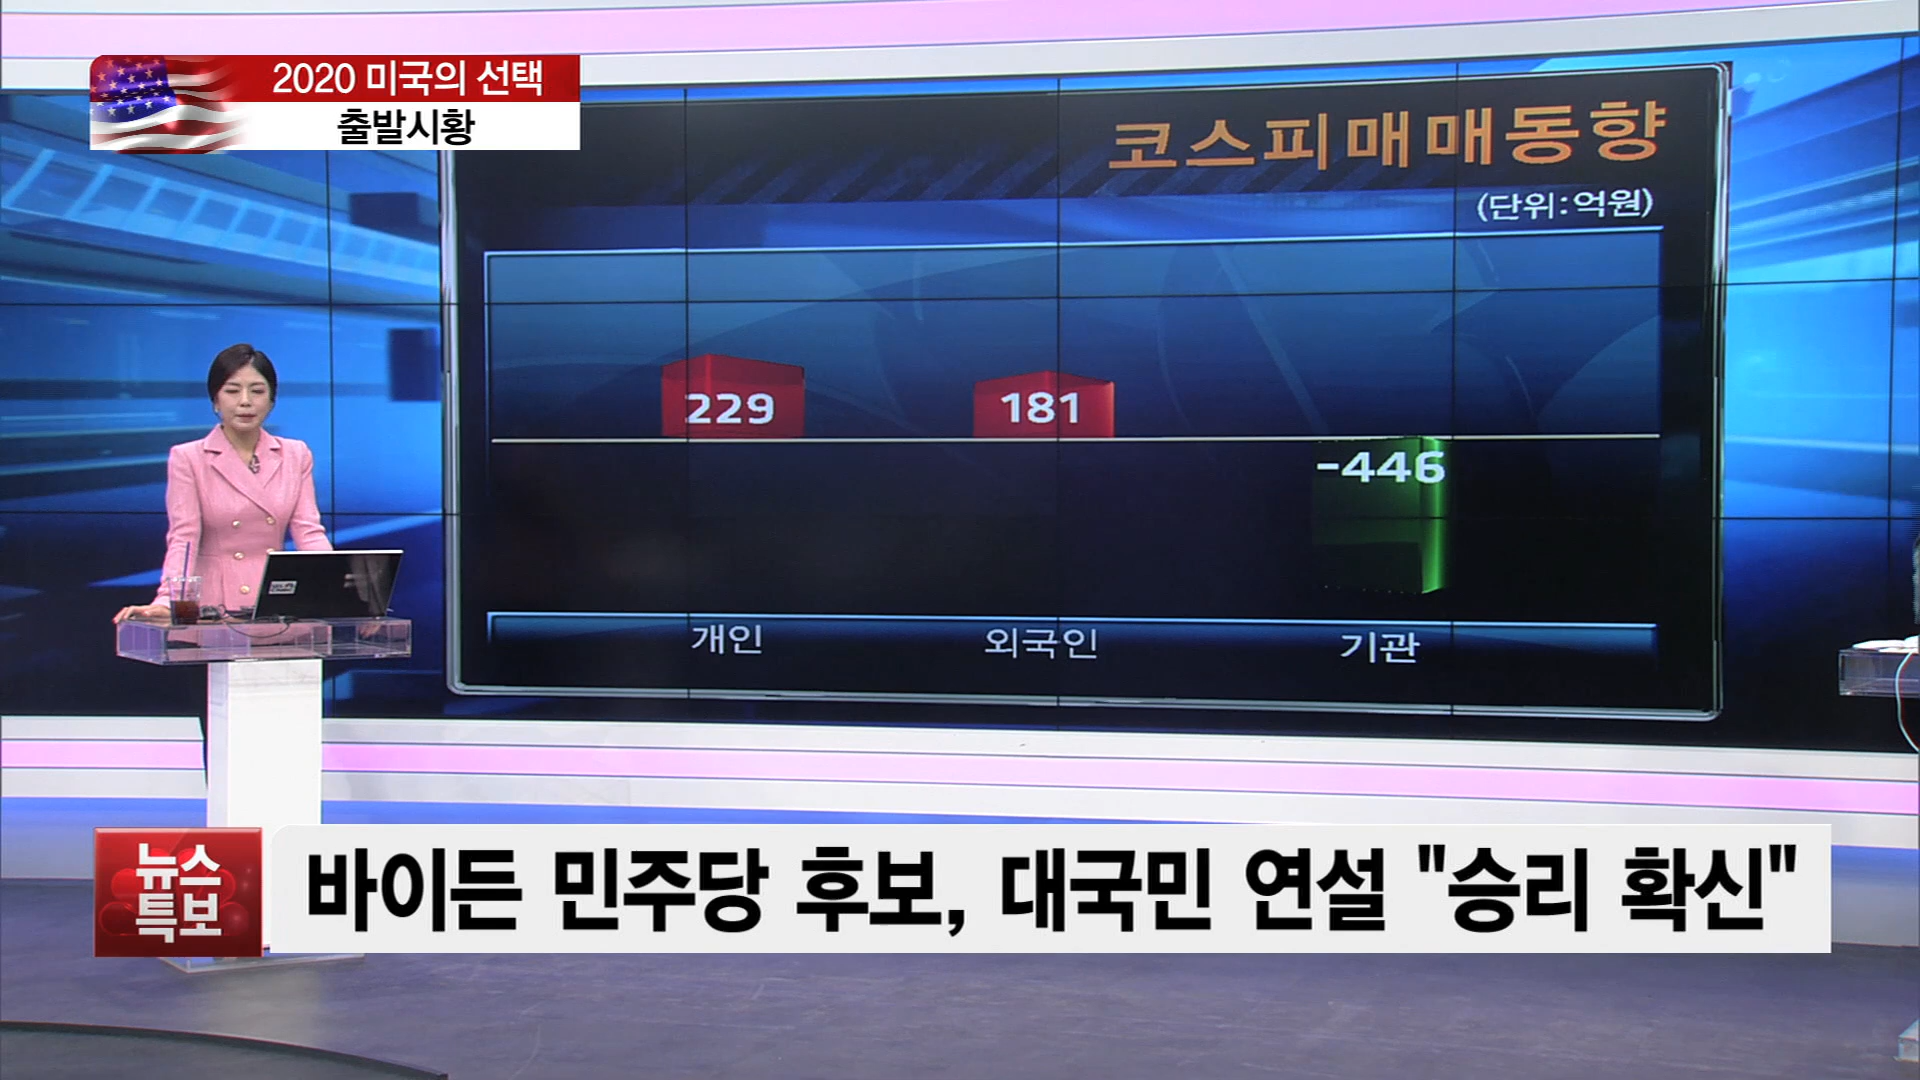 2020 미국의 선택
출발시황
코스피매매동향
(단위:억원)
229
181
-446
개인
외국인
기관
뉴스
특보
바이든 민주당 후보, 대국민 연설 "승리 확신"